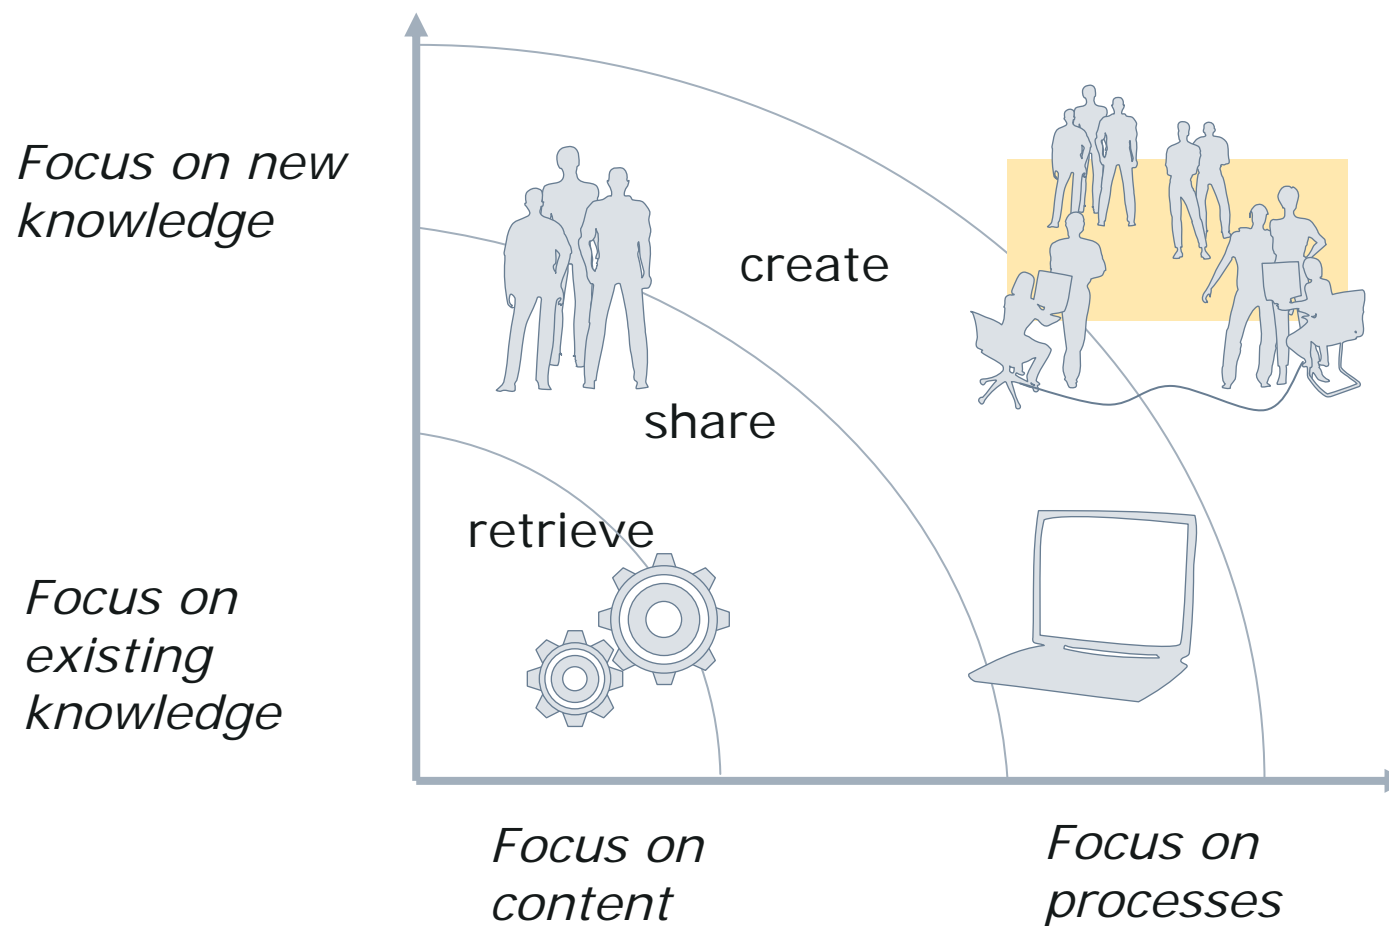 Focus on new
knowledge
create
share
retrieve
Focus on
existing
knowledge
Focus on
content
Focus on
processes